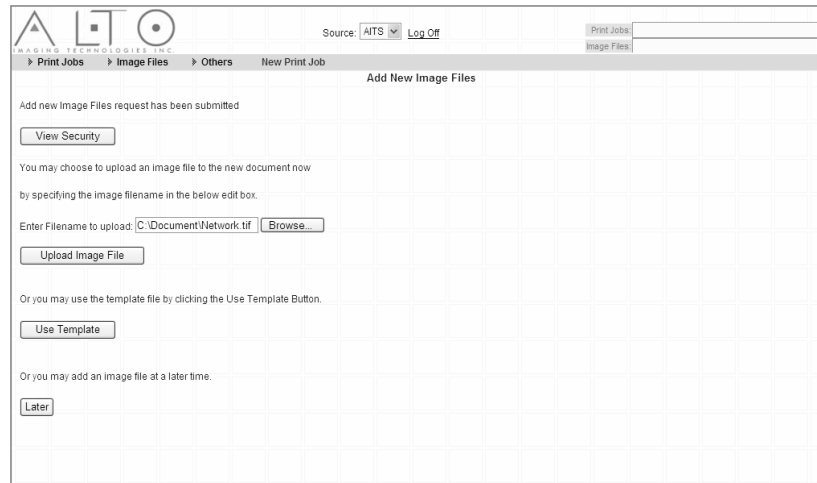 ALTO
IMAGING TECHNOLOGIES INC.
Source: AITS Log Off
Print Jobs:
Image Files:
Print Jobs Image Files Others New Print Job
Add New Image Files
Add new Image Files request has been submitted
View Security
You may choose to upload an image file to the new document now
by specifying the image filename in the below edit box.
Enter Filename to upload: C:\Document\Network.tif Browse...
Upload Image File
Or you may use the template file by clicking the Use Template Button.
Use Template
Or you may add an image file at a later time.
Later